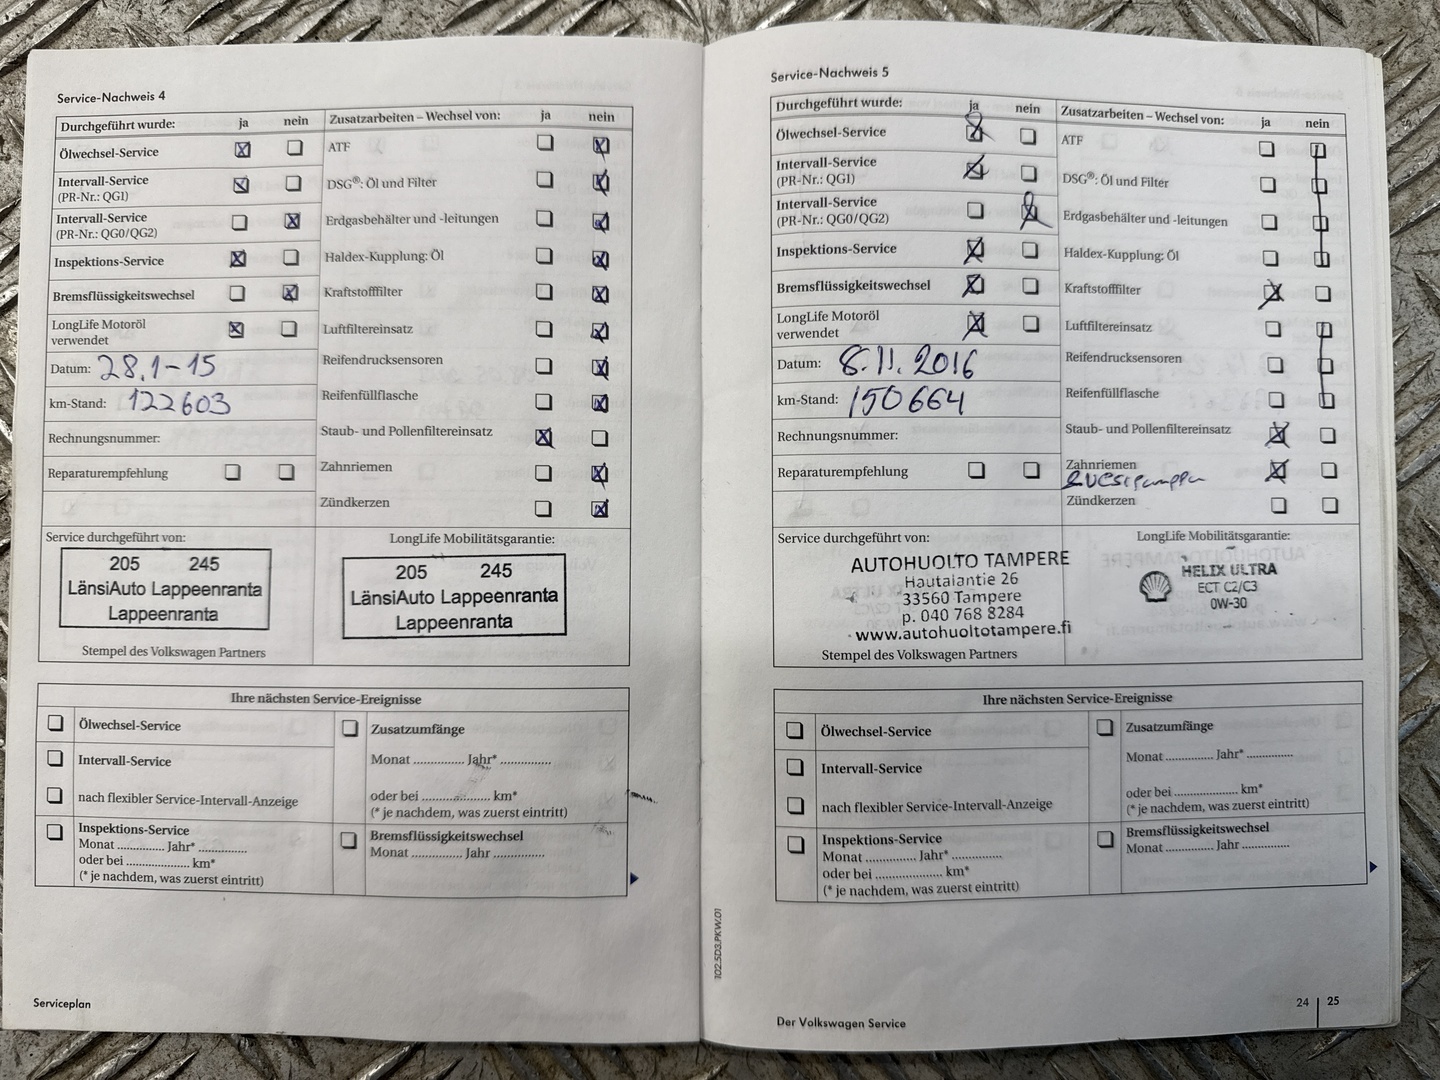 Service-Nachweis 4
Durchgeführt wurde: ja nein
Ölwechsel-Service
Intervall-Service
(PR-Nr.: QG1)
Intervall-Service
(PR-Nr.: QG0/QG2)
Inspektions-Service
Bremsflüssigkeitswechsel
LongLife Motoröl
verwendet
Datum: 28.1-15
km-Stand: 122603
Rechnungsnummer:
Reparaturempfehlung
Zusatzarbeiten – Wechsel von: ja nein
ATF
DSG®: Öl und Filter
Erdgasbehälter und -leitungen
Haldex-Kupplung: Öl
Kraftstofffilter
Luftfiltereinsatz
Reifendrucksensoren
Reifenfüllflasche
Staub- und Pollenfiltereinsatz
Zahnriemen
Zündkerzen
Service durchgeführt von:
205 245
LänsiAuto Lappeenranta
Lappeenranta
Stempel des Volkswagen Partners
LongLife Mobilitätsgarantie:
205 245
LänsiAuto Lappeenranta
Lappeenranta
Ihre nächsten Service-Ereignisse
Ölwechsel-Service
Intervall-Service
nach flexibler Service-Intervall-Anzeige
Inspektions-Service
Monat .............. Jahr* ..............
oder bei .................. km*
(* je nachdem, was zuerst eintritt)
Zusatzumfänge
Monat .............. Jahr* ..............
oder bei .................. km*
(* je nachdem, was zuerst eintritt)
Bremsflüssigkeitswechsel
Monat .............. Jahr ..............
Serviceplan
Service-Nachweis 5
Durchgeführt wurde: ja nein
Ölwechsel-Service
Intervall-Service
(PR-Nr.: QG1)
Intervall-Service
(PR-Nr.: QG0/QG2)
Inspektions-Service
Bremsflüssigkeitswechsel
LongLife Motoröl
verwendet
Datum: 8.11.2016
km-Stand: 150664
Rechnungsnummer:
Reparaturempfehlung
Zusatzarbeiten – Wechsel von: ja nein
ATF
DSG®: Öl und Filter
Erdgasbehälter und -leitungen
Haldex-Kupplung: Öl
Kraftstofffilter
Luftfiltereinsatz
Reifendrucksensoren
Reifenfüllflasche
Staub- und Pollenfiltereinsatz
Zahnriemen
Zündkerzen
Service durchgeführt von:
AUTOHUOLTO TAMPERE
Hautalantie 26
33560 Tampere
p. 040 768 8284
www.autohuoltotampere.fi
Stempel des Volkswagen Partners
LongLife Mobilitätsgarantie:
HELIX ULTRA
ECT C2/C3
0W-30
Ihre nächsten Service-Ereignisse
Ölwechsel-Service
Intervall-Service
nach flexibler Service-Intervall-Anzeige
Inspektions-Service
Monat .............. Jahr* ..............
oder bei .................. km*
(* je nachdem, was zuerst eintritt)
Zusatzumfänge
Monat .............. Jahr* ..............
oder bei .................. km*
(* je nachdem, was zuerst eintritt)
Bremsflüssigkeitswechsel
Monat .............. Jahr ..............
102.5D3.PKW.01
Der Volkswagen Service
24 | 25